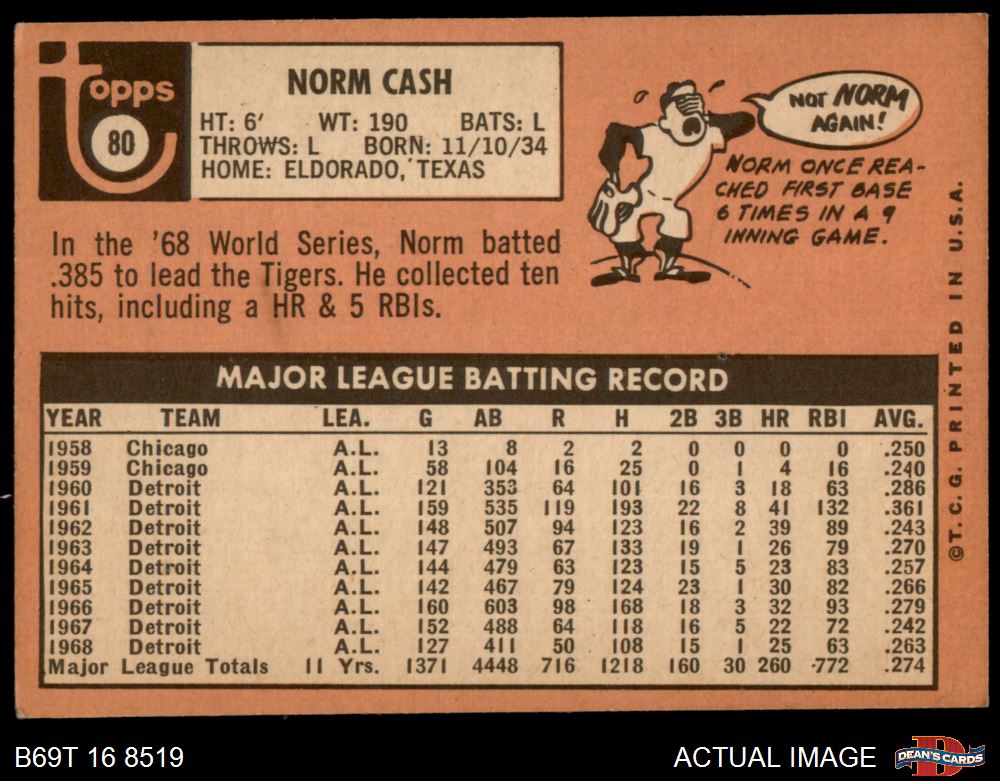 Topps
80
NORM CASH
HT: 6' WT: 190 BATS: L
THROWS: L BORN: 11/10/34
HOME: ELDORADO, TEXAS
NOT NORM
AGAIN!
NORM ONCE REA-
CHED FIRST BASE
6 TIMES IN A 9
INNING GAME.
In the '68 World Series, Norm batted
.385 to lead the Tigers. He collected ten
hits, including a HR & 5 RBIs.
MAJOR LEAGUE BATTING RECORD
YEAR TEAM LEA. G AB R H 2B 3B HR RBI AVG.
1958 Chicago A.L. 13 8 2 2 0 0 0 0 .250
1959 Chicago A.L. 58 104 16 25 0 1 4 16 .240
1960 Detroit A.L. 121 353 64 101 16 3 18 63 .286
1961 Detroit A.L. 159 535 119 193 22 8 41 132 .361
1962 Detroit A.L. 148 507 94 123 16 2 39 89 .243
1963 Detroit A.L. 147 493 67 133 19 1 26 79 .270
1964 Detroit A.L. 144 479 63 123 15 5 23 83 .257
1965 Detroit A.L. 142 467 79 124 23 1 30 82 .266
1966 Detroit A.L. 160 603 98 168 18 3 32 93 .279
1967 Detroit A.L. 152 488 64 118 16 5 22 72 .242
1968 Detroit A.L. 127 411 50 108 15 1 25 63 .263
Major League Totals 11 Yrs. 1371 4448 716 1218 160 30 260 772 .274
©T.C.G. PRINTED IN U.S.A.
B69T 16 8519
ACTUAL IMAGE
DEAN'S CARDS